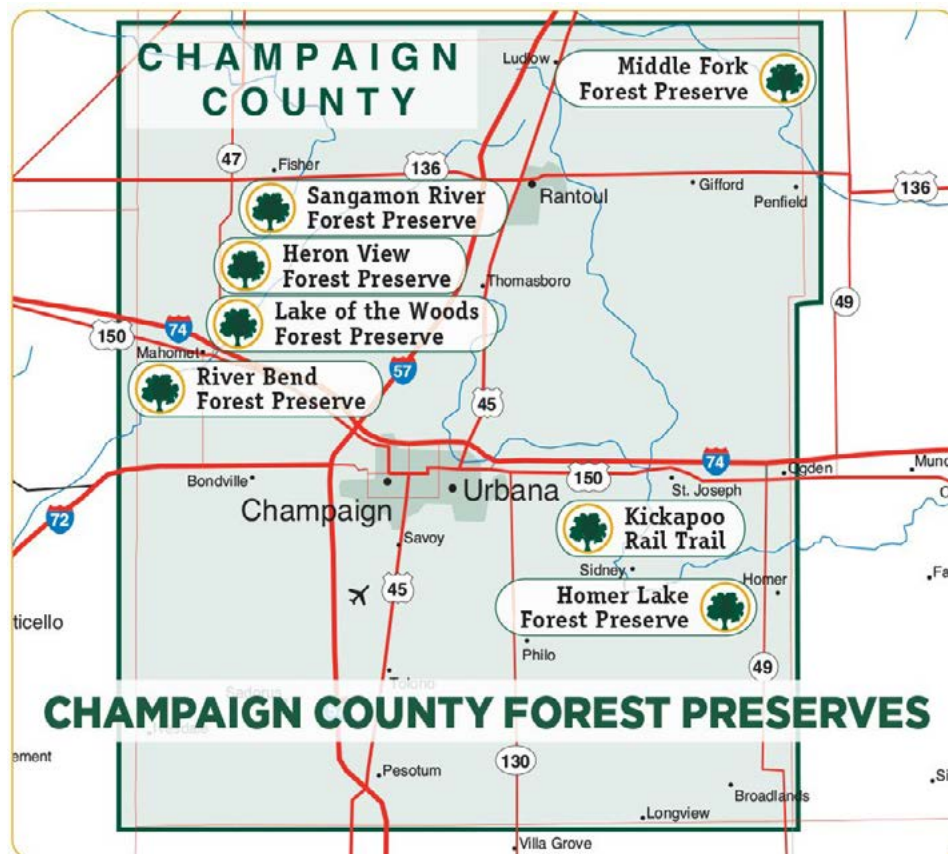 CHAMPAIGN
COUNTY
Ludlow
Middle Fork
Forest Preserve
47
Fisher
136
Rantoul
Gifford
Penfield
136
Sangamon River
Forest Preserve
Heron View
Forest Preserve
Thomasboro
49
Lake of the Woods
Forest Preserve
74
150
Mahomet
57
River Bend
Forest Preserve
45
74
Ogden
Bondville
150
St. Joseph
Champaign
Urbana
72
Kickapoo
Rail Trail
Savoy
Sidney
Homer
45
Homer Lake
Forest Preserve
ticello
Philo
49
CHAMPAIGN COUNTY FOREST PRESERVES
ement
130
Pesotum
Broadlands
Longview
Villa Grove